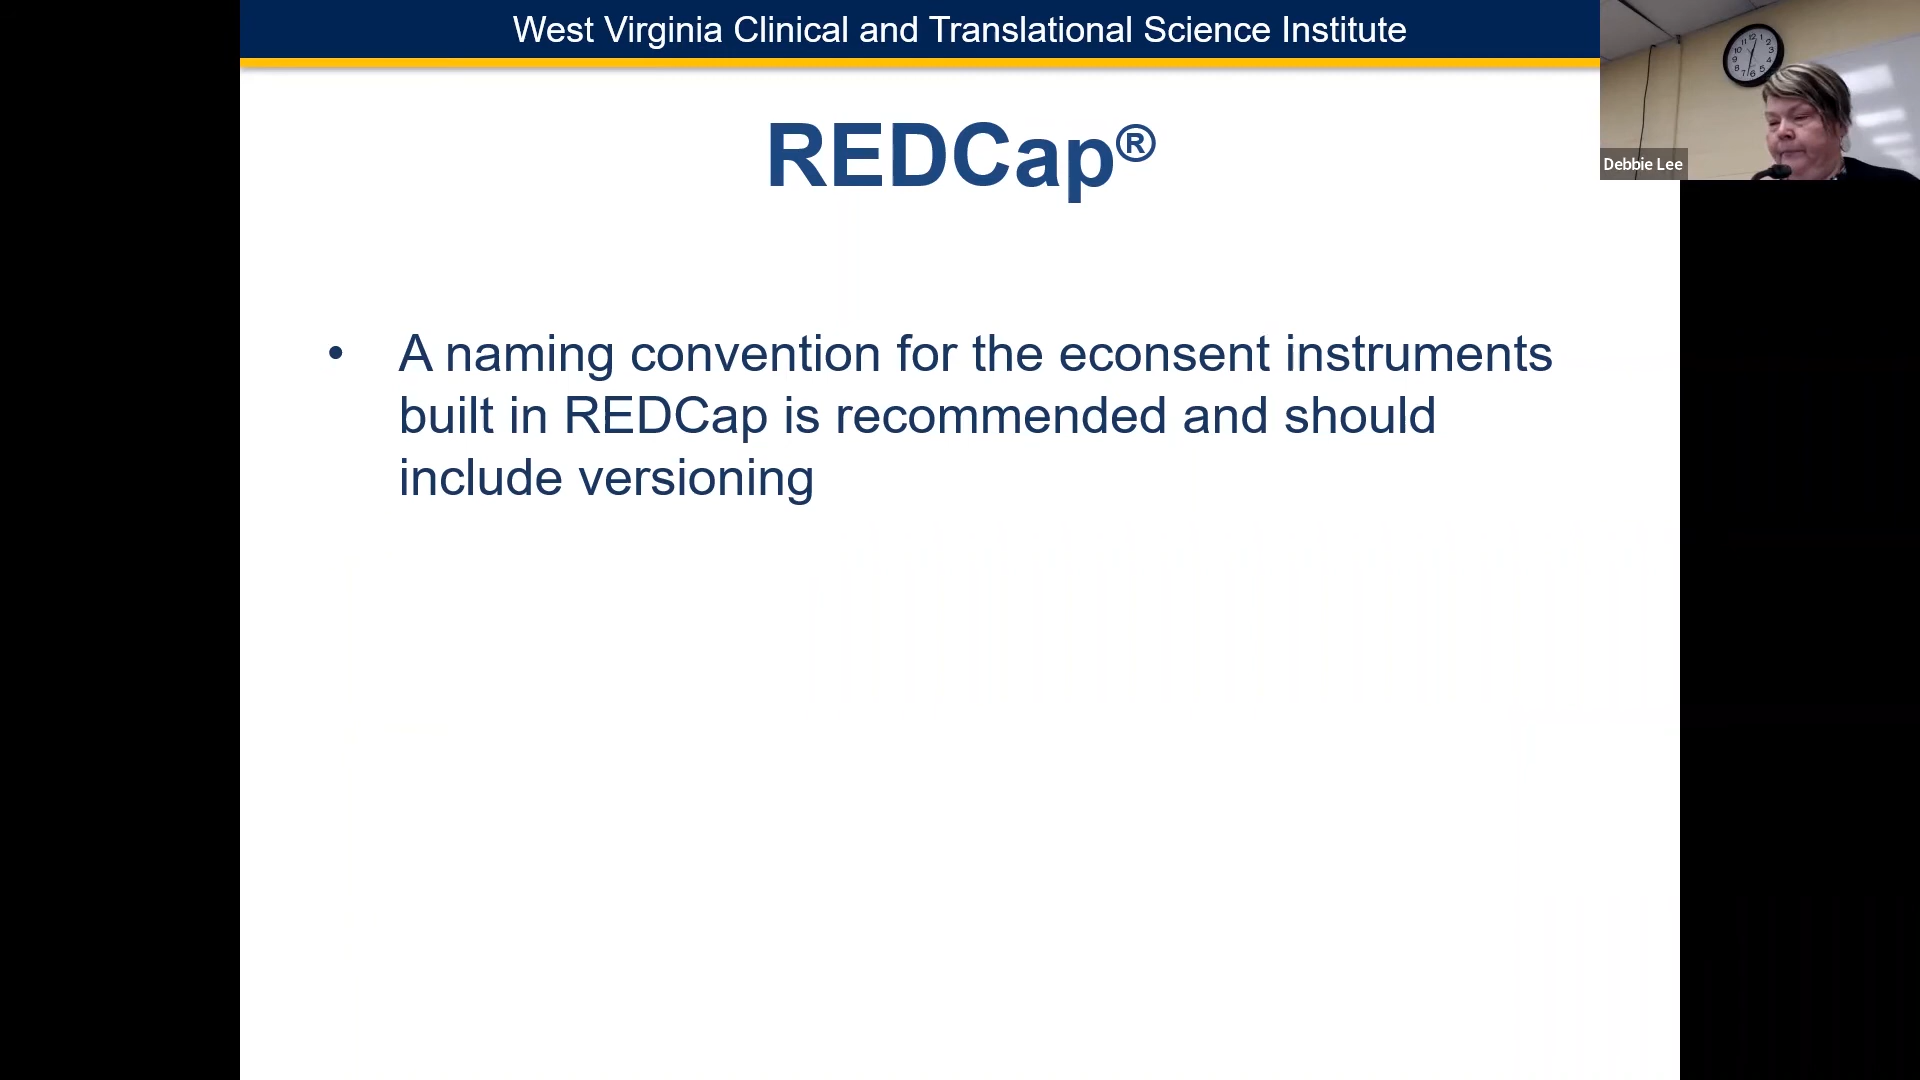 West Virginia Clinical and Translational Science Institute
REDCap®
Debbie Lee
• A naming convention for the econsent instruments
built in REDCap is recommended and should
include versioning